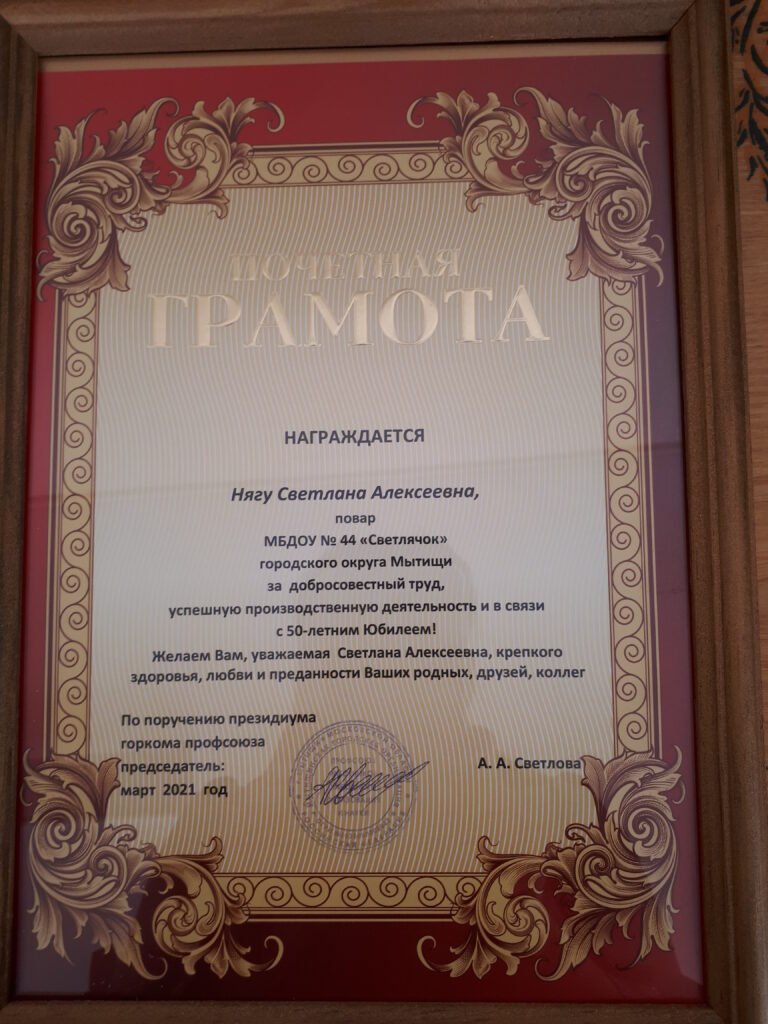 ПОЧЕТНАЯ
ГРАМОТА
НАГРАЖДАЕТСЯ
Нягу Светлана Алексеевна,
повар
МБДОУ № 44 «Светлячок»
городского округа Мытищи
за добросовестный труд,
успешную производственную деятельность и в связи
с 50-летним Юбилеем!
Желаем Вам, уважаемая Светлана Алексеевна, крепкого
здоровья, любви и преданности Ваших родных, друзей, коллег
По поручению президиума
горкома профсоюза
председатель:
А. А. Светлова
март 2021 год